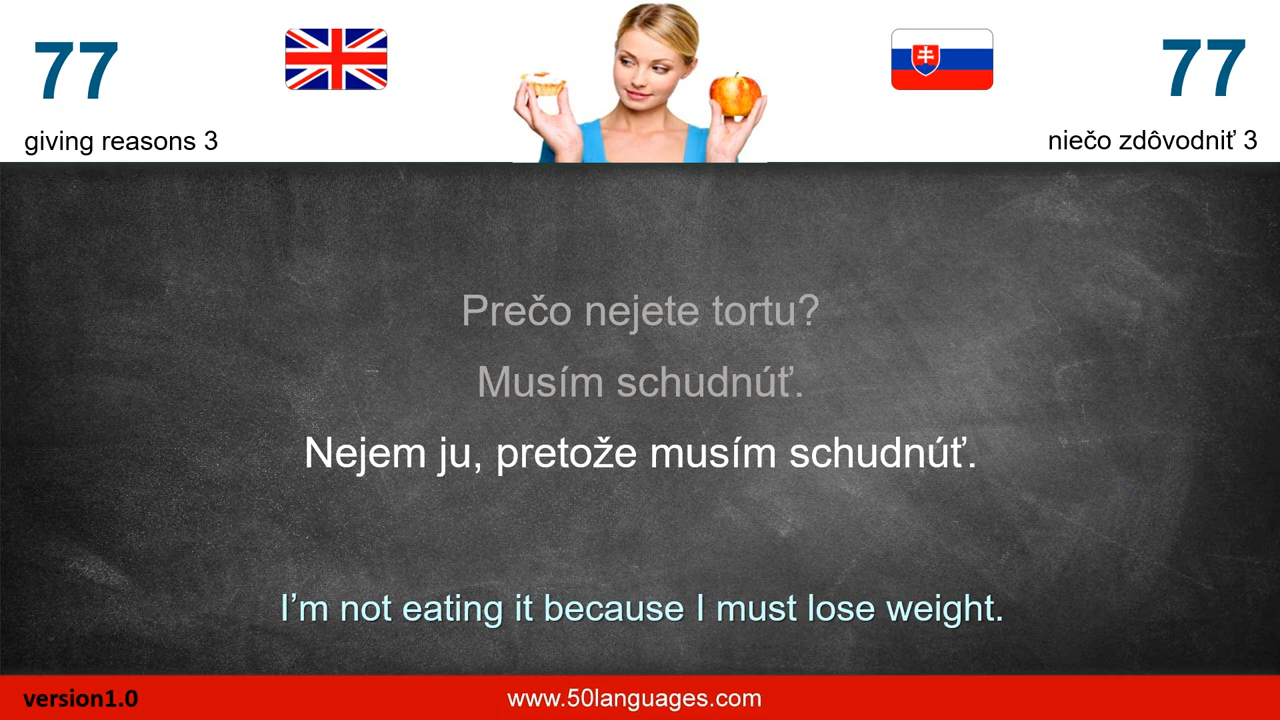 77
77
giving reasons 3
niečo zdôvodniť 3
Prečo nejete tortu?
Musím schudnúť.
Nejem ju, pretože musím schudnúť.
I’m not eating it because I must lose weight.
version1.0
www.50languages.com